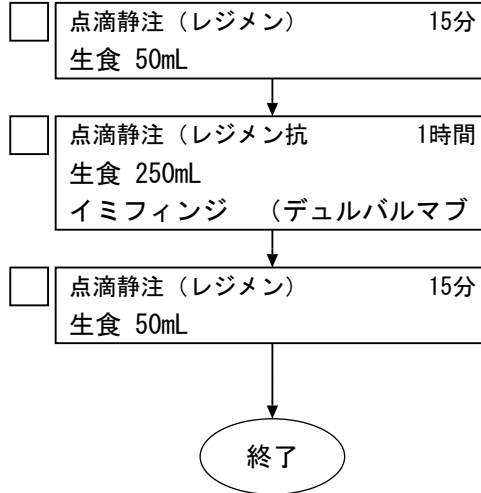 点滴静注（レジメン） 15分
生食 50mL
点滴静注（レジメン抗 1時間
生食 250mL
イミフィンジ （デュルバルマブ
点滴静注（レジメン） 15分
生食 50mL
終了